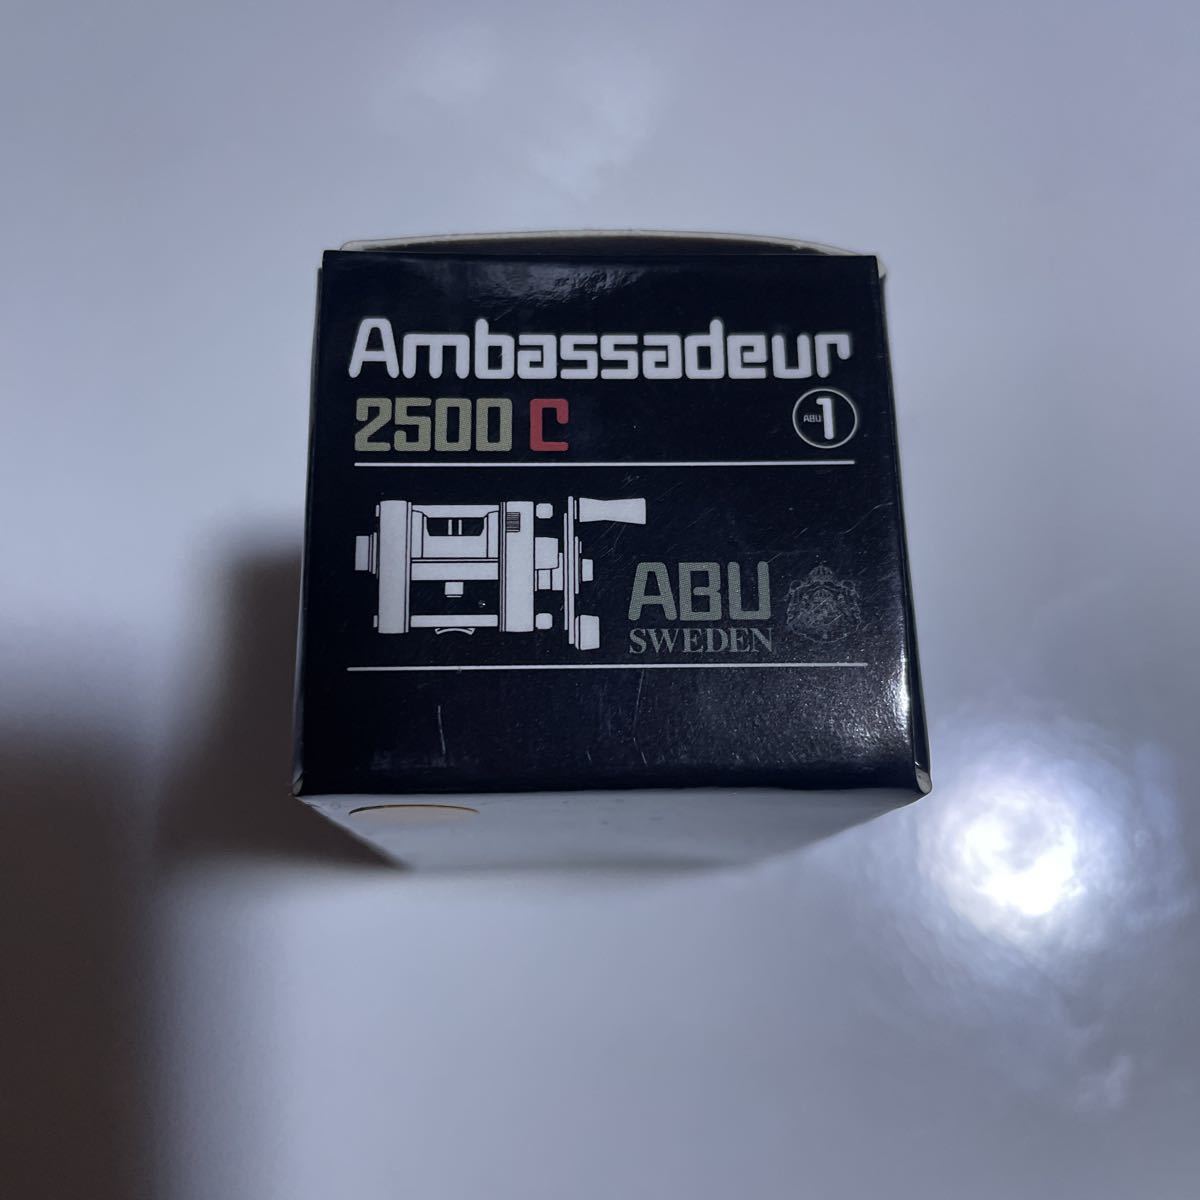 Ambassadeur
2500 C
ABU 1
ABU
SWEDEN